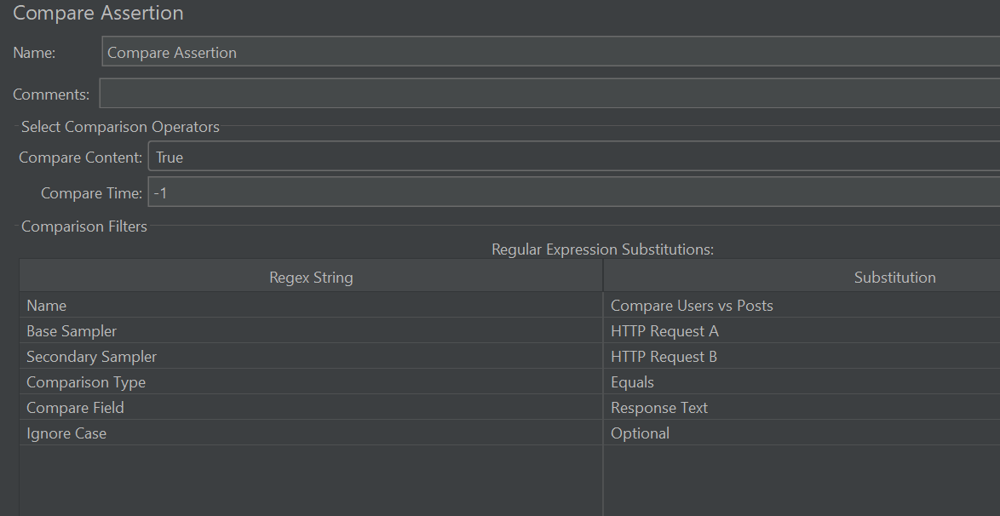 Compare Assertion
Name: Compare Assertion
Comments:
Select Comparison Operators
Compare Content: True
Compare Time: -1
Comparison Filters
Regular Expression Substitutions:
Regex String Substitution
Name Compare Users vs Posts
Base Sampler HTTP Request A
Secondary Sampler HTTP Request B
Comparison Type Equals
Compare Field Response Text
Ignore Case Optional